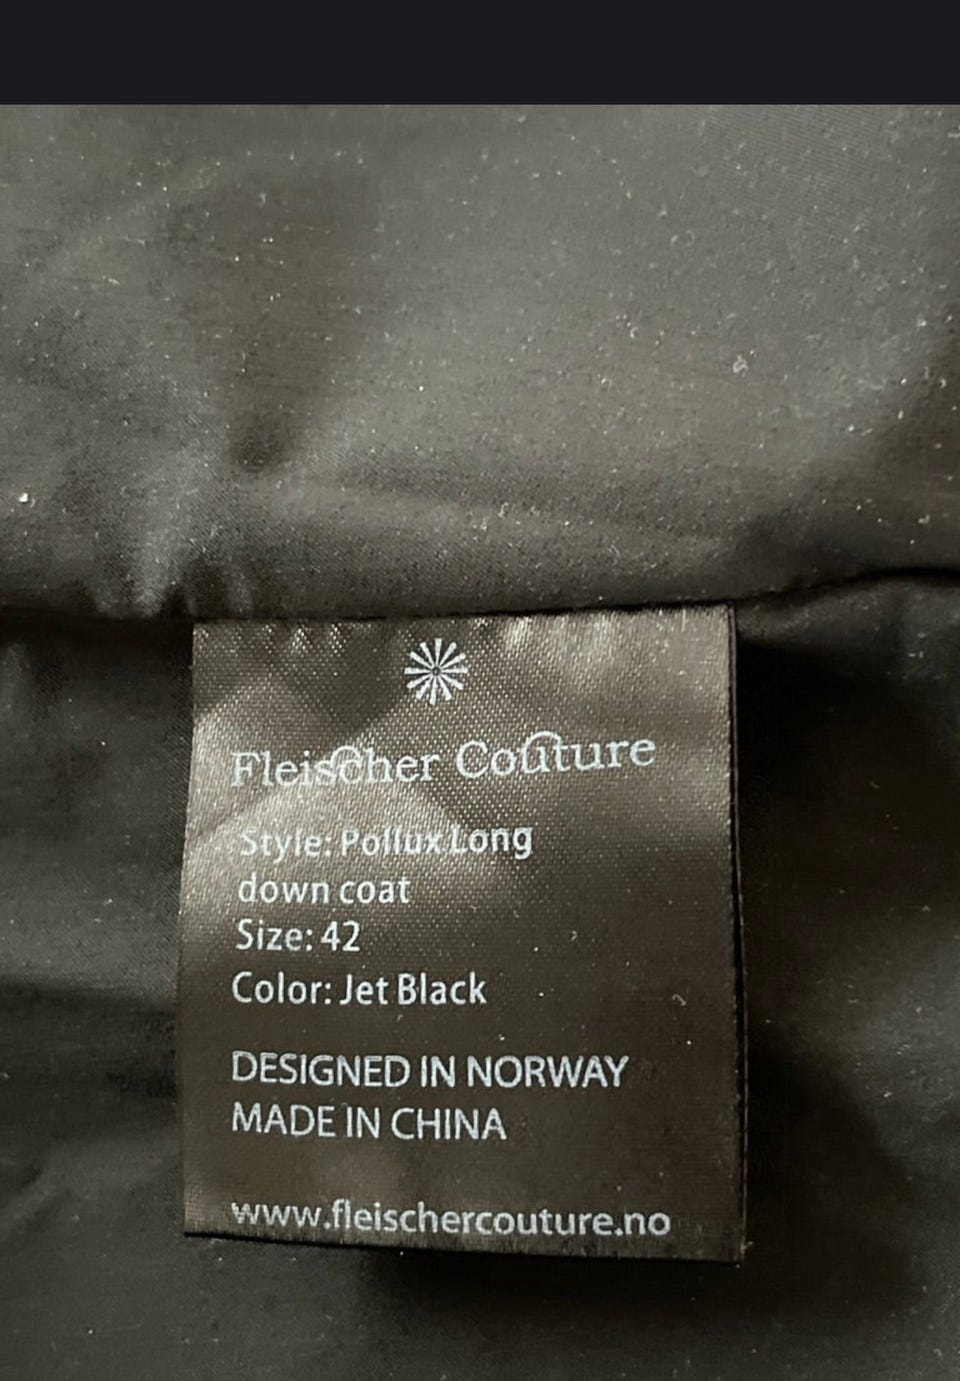 Fleischer Couture
Style: Pollux Long
down coat
Size: 42
Color: Jet Black
DESIGNED IN NORWAY
MADE IN CHINA
www.fleischercouture.no